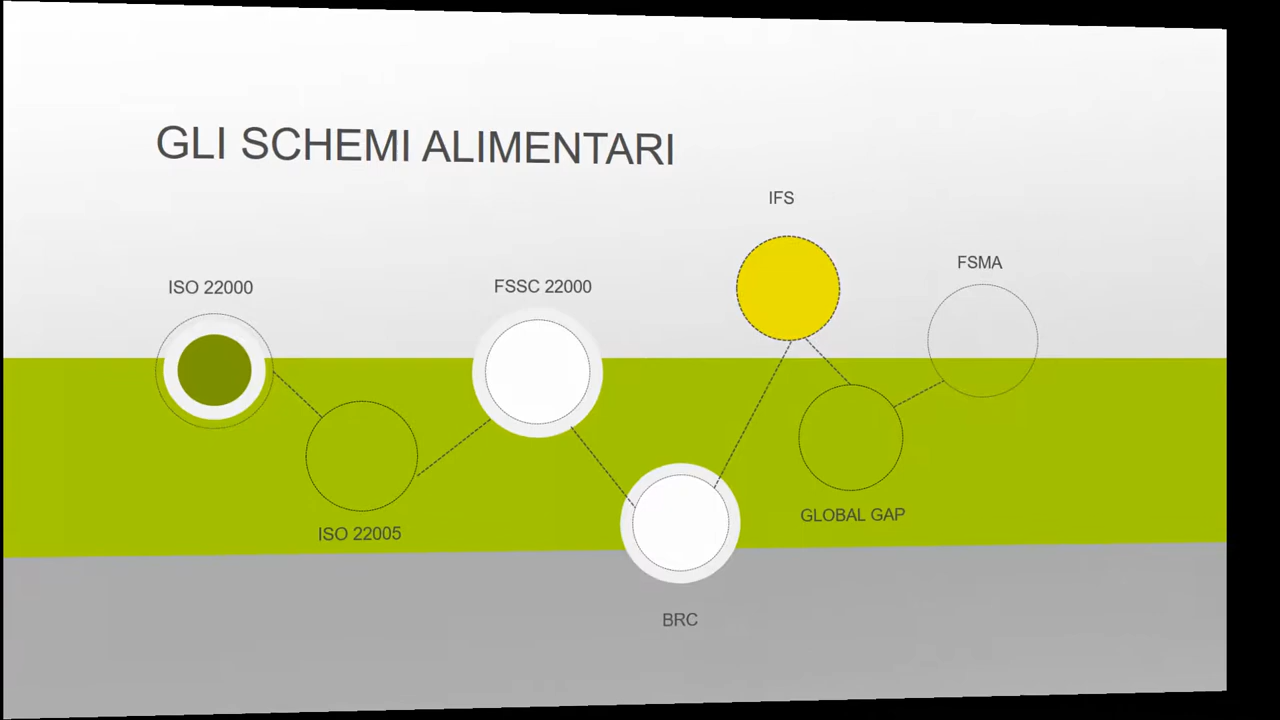 GLI SCHEMI ALIMENTARI
IFS
FSMA
ISO 22000
FSSC 22000
GLOBAL GAP
ISO 22005
BRC